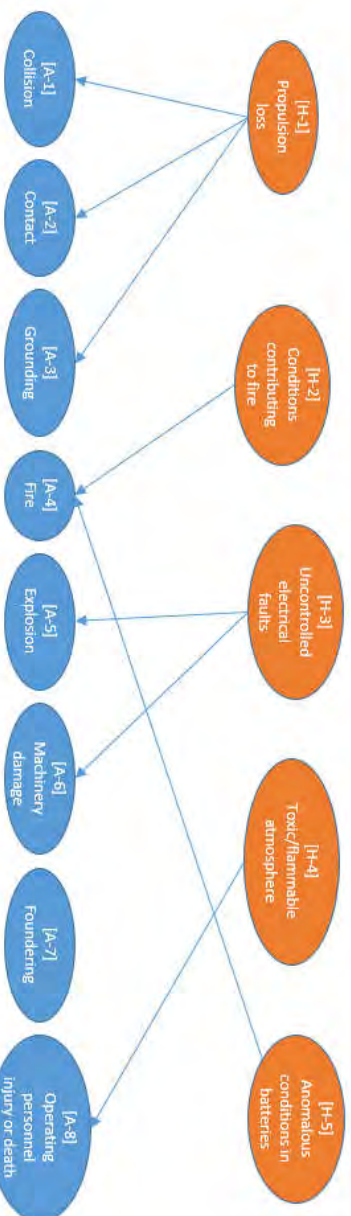 [H-1]
Propulsion
loss
[H-2]
Conditions
contributing
to fire
[H-3]
Uncontrolled
electrical
faults
[H-4]
Toxic/flammable
atmosphere
[H-5]
Anomalous
conditions in
batteries
[A-1]
Collision
[A-2]
Contact
[A-3]
Grounding
[A-4]
Fire
[A-5]
Explosion
[A-6]
Machinery
damage
[A-7]
Foundering
[A-8]
Operating
personnel
injury or death